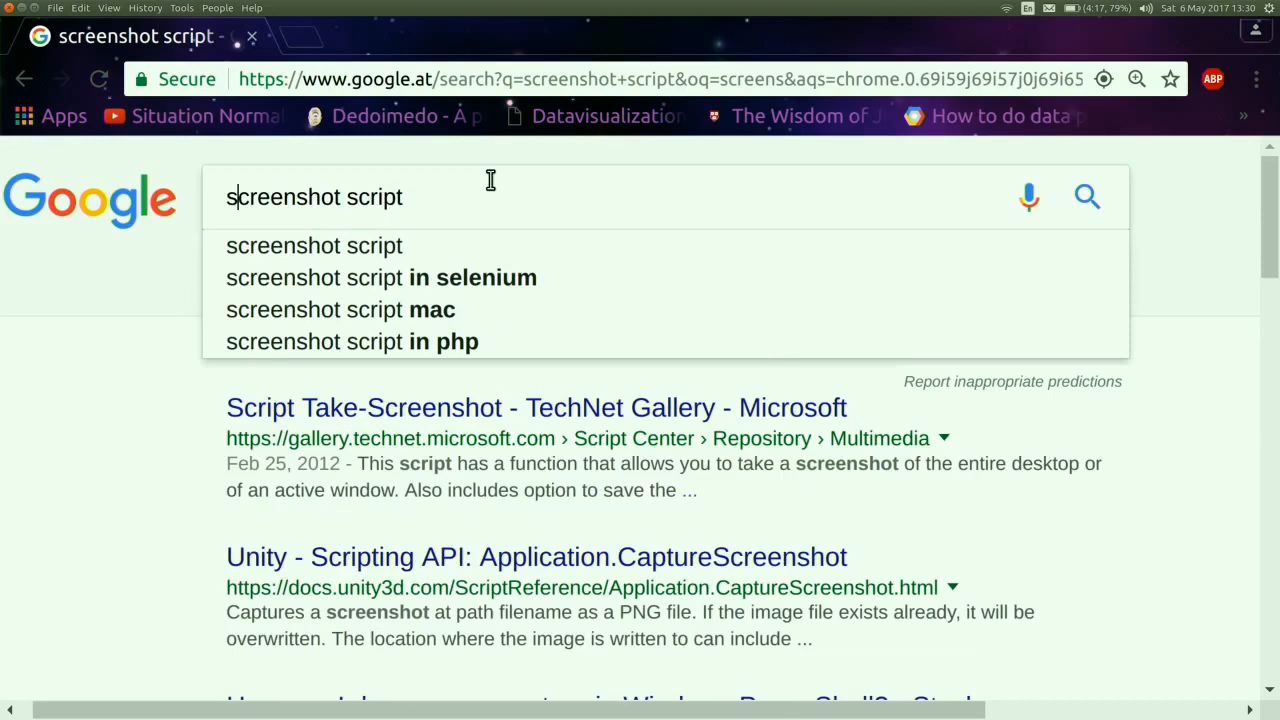 File Edit View History Tools People Help
En (4:17, 79%) Sat 6 May 2017 13:30
screenshot script -
Secure https://www.google.at/search?q=screenshot+script&oq=screens&aqs=chrome.0.69i59j69i57j0j69i65
ABP
Apps Situation Norma Dedoimedo - A p Datavisualization The Wisdom of J How to do data p »
Google
screenshot script
screenshot script
screenshot script in selenium
screenshot script mac
screenshot script in php
Report inappropriate predictions
Script Take-Screenshot - TechNet Gallery - Microsoft
https://gallery.technet.microsoft.com › Script Center › Repository › Multimedia
Feb 25, 2012 - This script has a function that allows you to take a screenshot of the entire desktop or
of an active window. Also includes option to save the ...
Unity - Scripting API: Application.CaptureScreenshot
https://docs.unity3d.com/ScriptReference/Application.CaptureScreenshot.html
Captures a screenshot at path filename as a PNG file. If the image file exists already, it will be
overwritten. The location where the image is written to can include ...